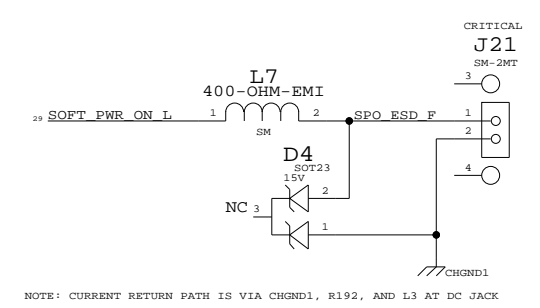 CRITICAL
J21
SM-2MT
3
L7
400-OHM-EMI
29 SOFT_PWR_ON_L 1 2 SPO_ESD_F 1
SM
2
D4
SOT23
15V
4
2
NC 3
1
CHGND1
NOTE: CURRENT RETURN PATH IS VIA CHGND1, R192, AND L3 AT DC JACK